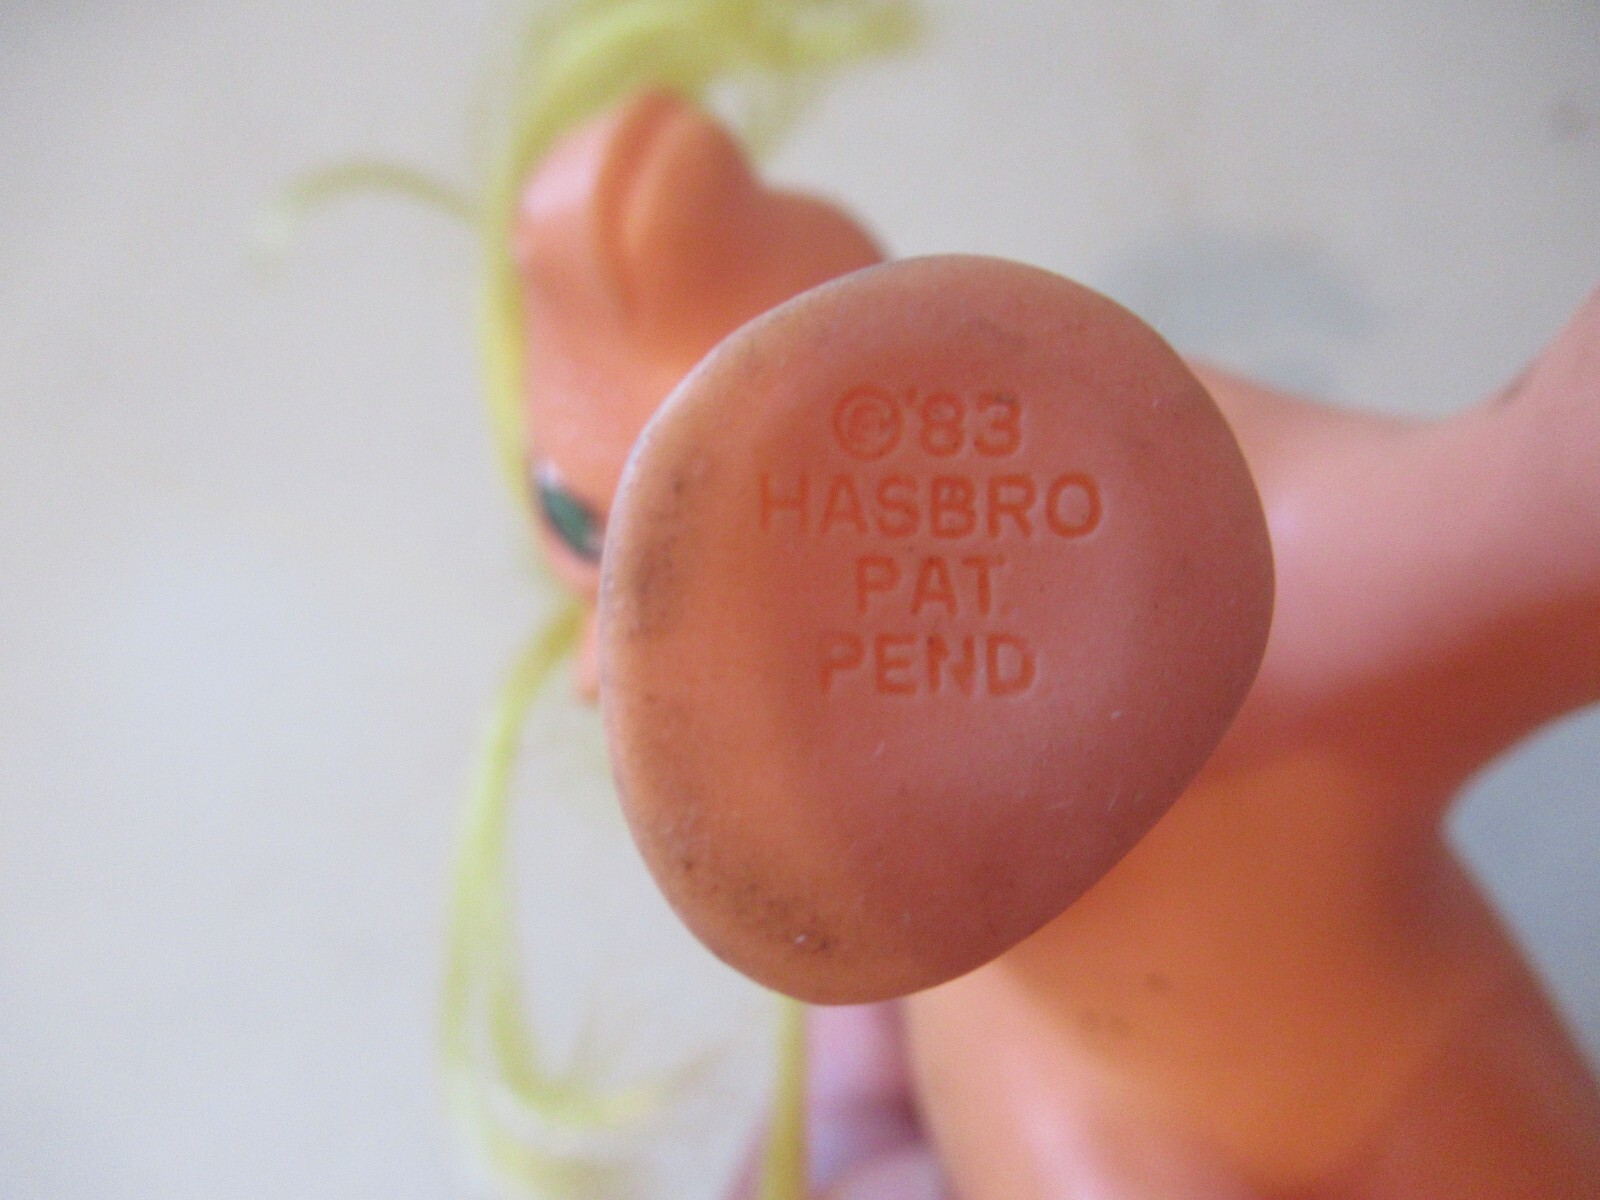 ©'83
HASBRO
PAT.
PEND